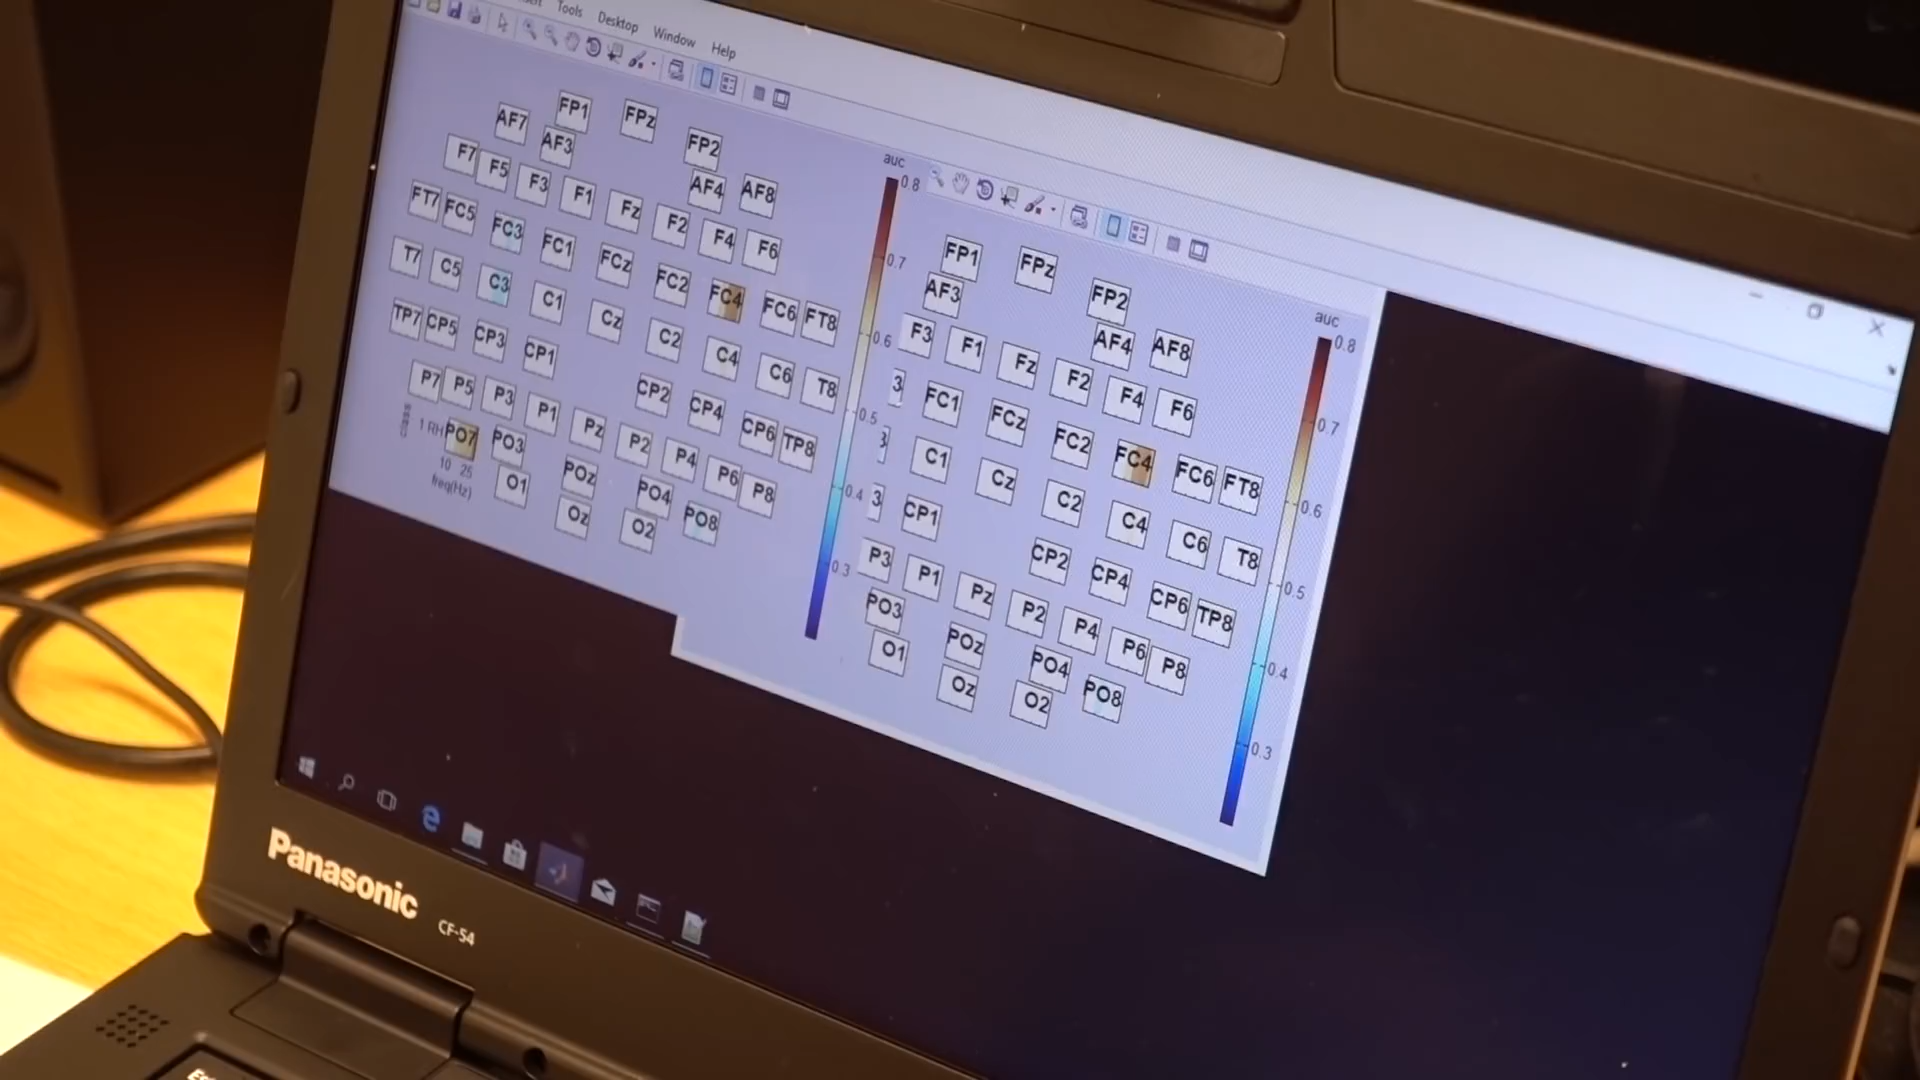 Tools Desktop Window Help
FP1 FPz FP2
AF7 AF3 AF4 AF8
F7 F5 F3 F1 Fz F2 F4 F6
FT7 FC5 FC3 FC1 FCz FC2 FC4 FC6 FT8
T7 C5 C3 C1 Cz C2 C4 C6 T8
TP7 CP5 CP3 CP1 CP2 CP4 CP6 TP8
P7 P5 P3 P1 Pz P2 P4 P6 P8
1 RH PO7 PO3 POz PO4 PO8
O1 Oz O2
10 25
freq(Hz)
auc
0.8
0.7
0.6
0.5
0.4
0.3
FP1 FPz FP2
AF3 AF4 AF8
F3 F1 Fz F2 F4 F6
3 FC1 FCz FC2 FC4 FC6 FT8
3 C1 Cz C2 C4 C6 T8
3 CP1 CP2 CP4 CP6 TP8
P3 P1 Pz P2 P4 P6 P8
PO3 POz PO4 PO8
O1 Oz O2
auc
0.8
0.7
0.6
0.5
0.4
0.3
Panasonic
CF-54